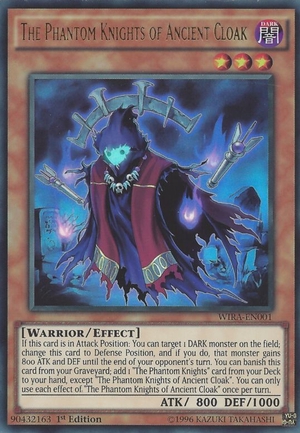 THE PHANTOM KNIGHTS OF ANCIENT CLOAK
DARK
闇
WIRA-EN001
[WARRIOR/EFFECT]
If this card is in Attack Position: You can target 1 DARK monster on the field;
change this card to Defense Position, and if you do, that monster gains
800 ATK and DEF until the end of your opponent's turn. You can banish
this card from your Graveyard; add 1 "The Phantom Knights" card from your Deck
to your hand, except "The Phantom Knights of Ancient Cloak". You can only
use each effect of "The Phantom Knights of Ancient Cloak" once per turn.
ATK/ 800 DEF/1000
90432163 1st Edition ©1996 KAZUKI TAKAHASHI